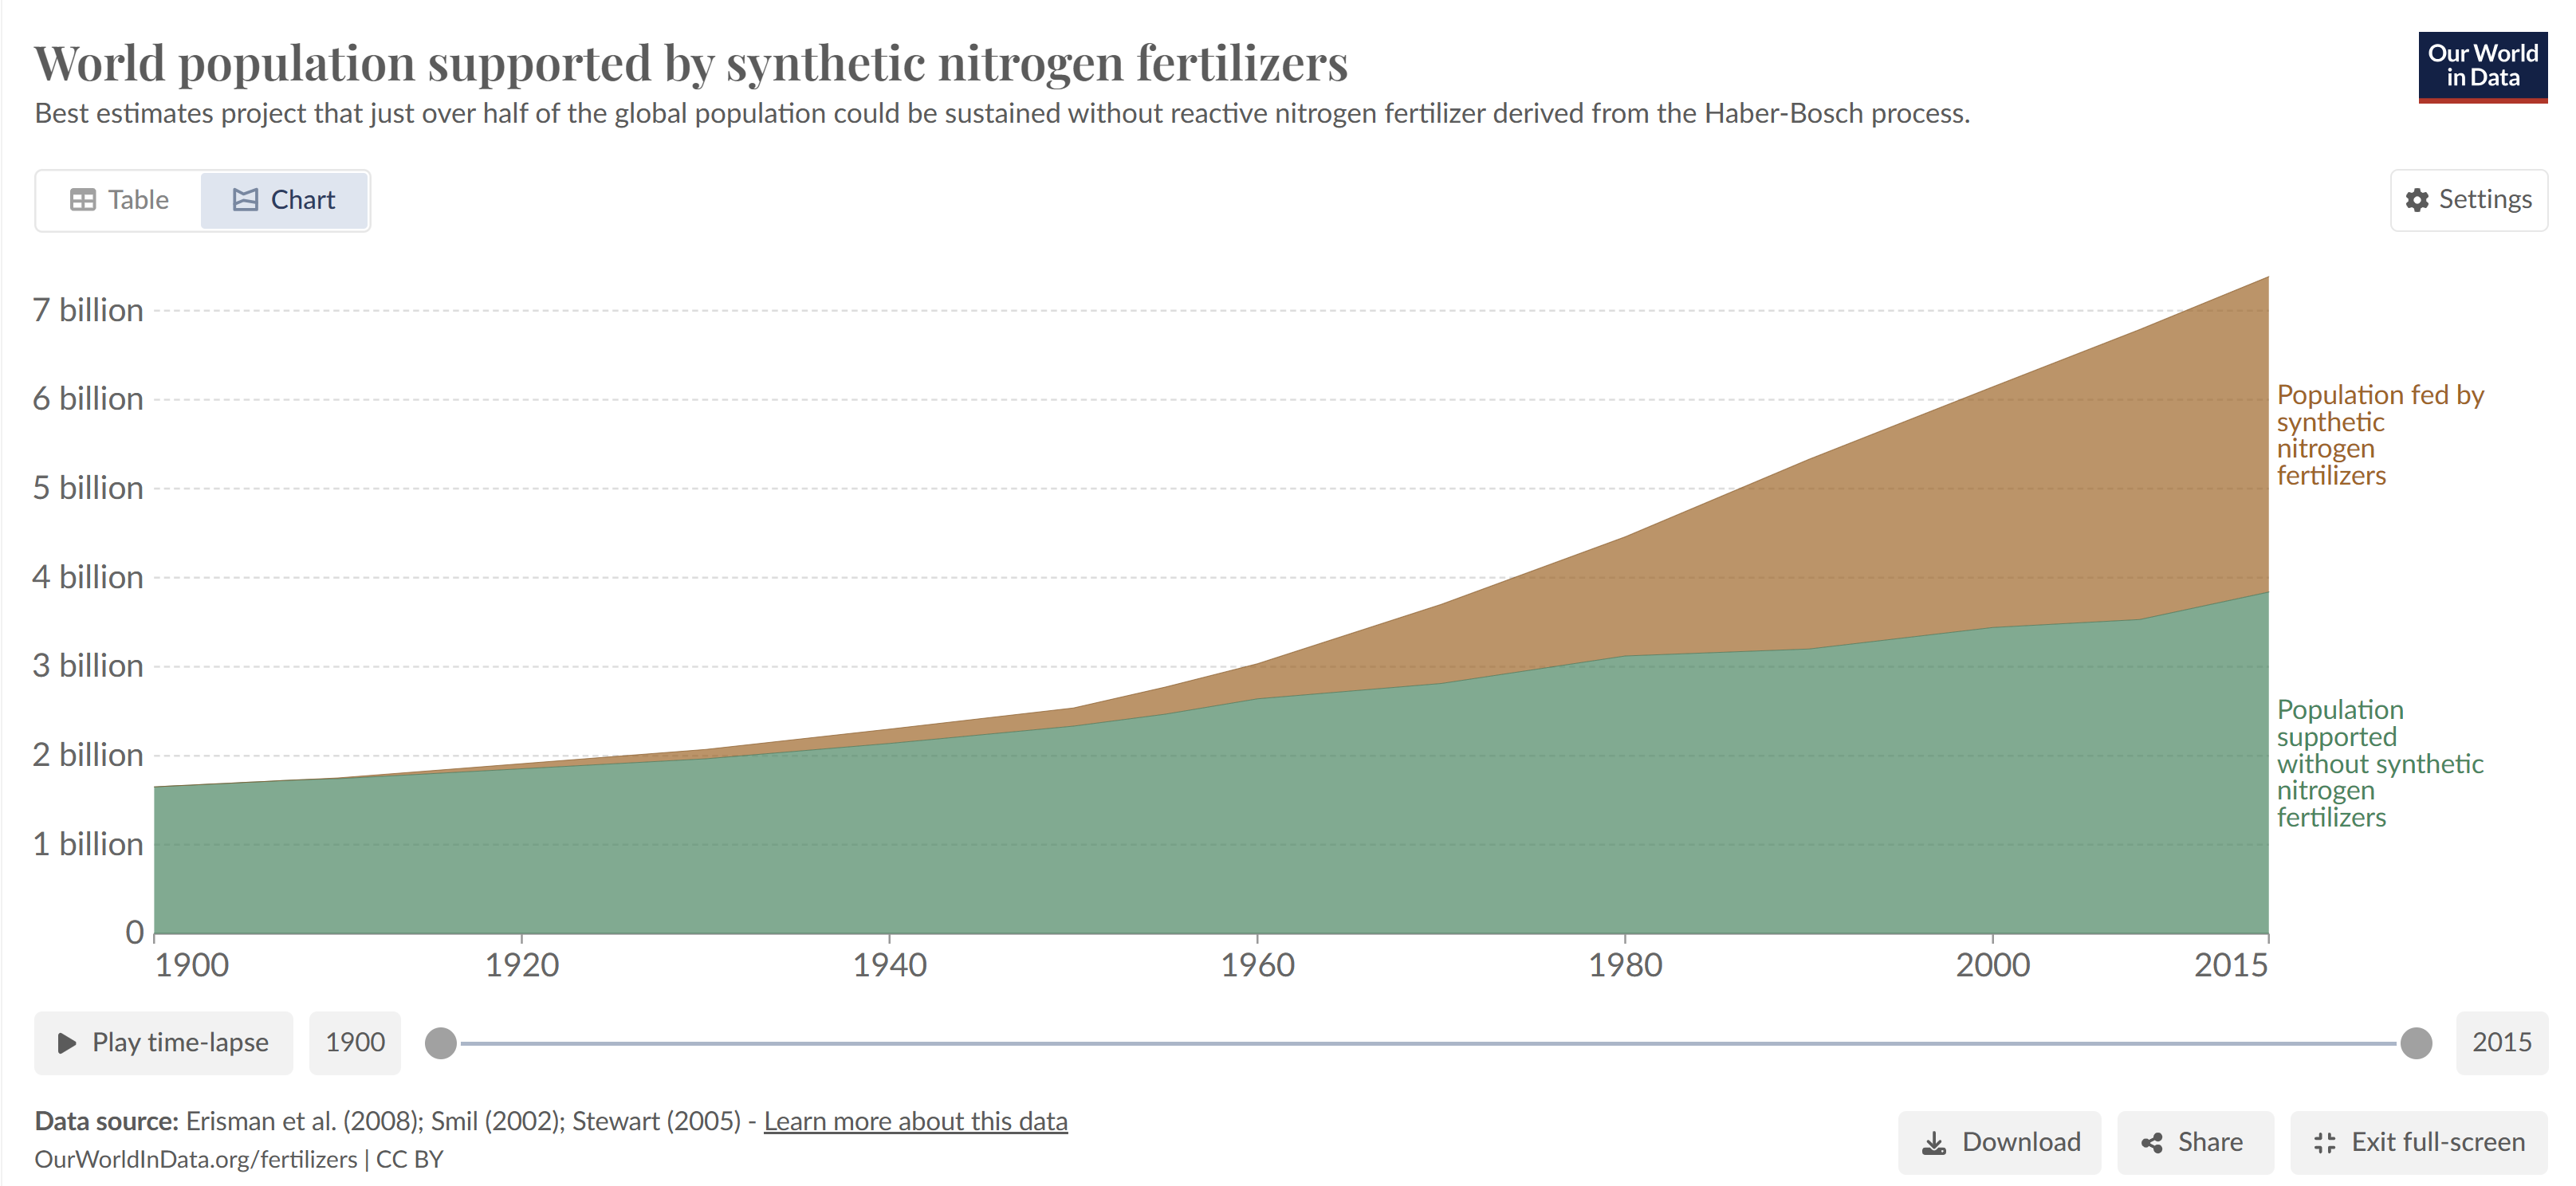 World population supported by synthetic nitrogen fertilizers
Our World
in Data
Best estimates project that just over half of the global population could be sustained without reactive nitrogen fertilizer derived from the Haber-Bosch process.
Table
Chart
Settings
7 billion
6 billion
5 billion
4 billion
3 billion
2 billion
1 billion
0
Population fed by
synthetic
nitrogen
fertilizers
Population
supported
without synthetic
nitrogen
fertilizers
1900
1920
1940
1960
1980
2000
2015
Play time-lapse
1900
2015
Data source: Erisman et al. (2008); Smil (2002); Stewart (2005) - Learn more about this data
OurWorldInData.org/fertilizers | CC BY
Download
Share
Exit full-screen